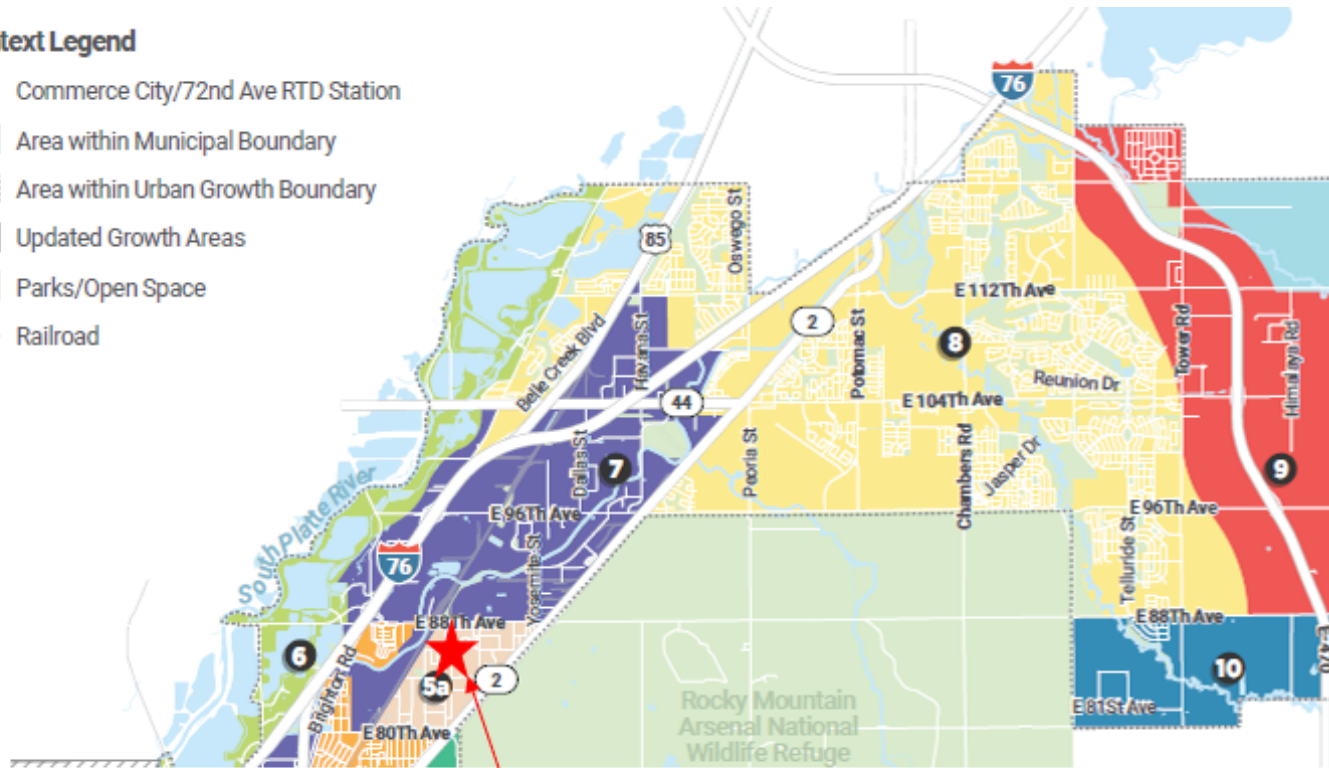 text Legend
Commerce City/72nd Ave RTD Station
Area within Municipal Boundary
Area within Urban Growth Boundary
Updated Growth Areas
Parks/Open Space
Railroad
76
85
Oswego St
E 112Th Ave
2
8
Potomac St
Tower Rd
Himalaya Rd
Belle Creek Blvd
Havana St
Reunion Dr
44
E 104Th Ave
Chambers Rd
Jasper Dr
Dallas St
7
Peoria St
9
South Platte River
E 96Th Ave
E 96Th Ave
76
Yosemite St
Telluride St
E 88Th Ave
E 88Th Ave
E-470
6
Brighton Rd
5a
2
10
Rocky Mountain
Arsenal National
Wildlife Refuge
E 81St Ave
E 80Th Ave